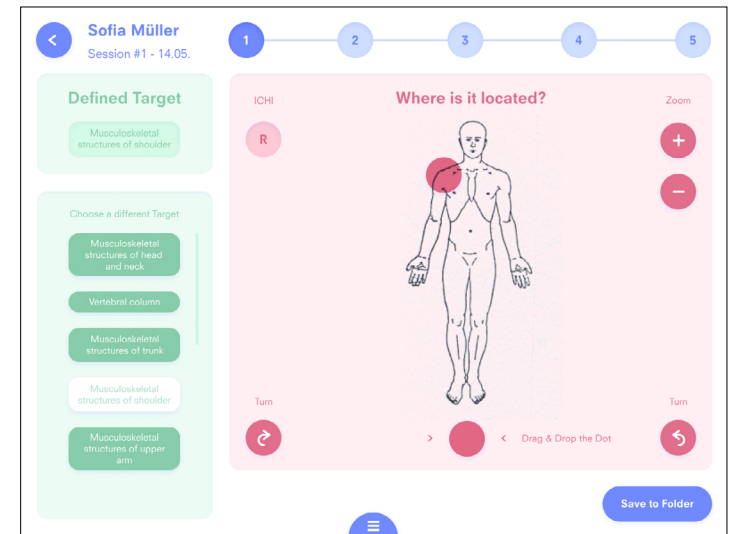 Sofia Müller
Session #1 - 14.05.
1
2
3
4
5
Defined Target
Musculoskeletal
structures of shoulder
Choose a different Target
Musculoskeletal
structures of head
and neck
Vertebral column
Musculoskeletal
structures of trunk
Musculoskeletal
structures of shoulder
Musculoskeletal
structures of upper
arm
ICHI
Where is it located?
Zoom
R
+
−
Turn
Turn
> < Drag & Drop the Dot
Save to Folder